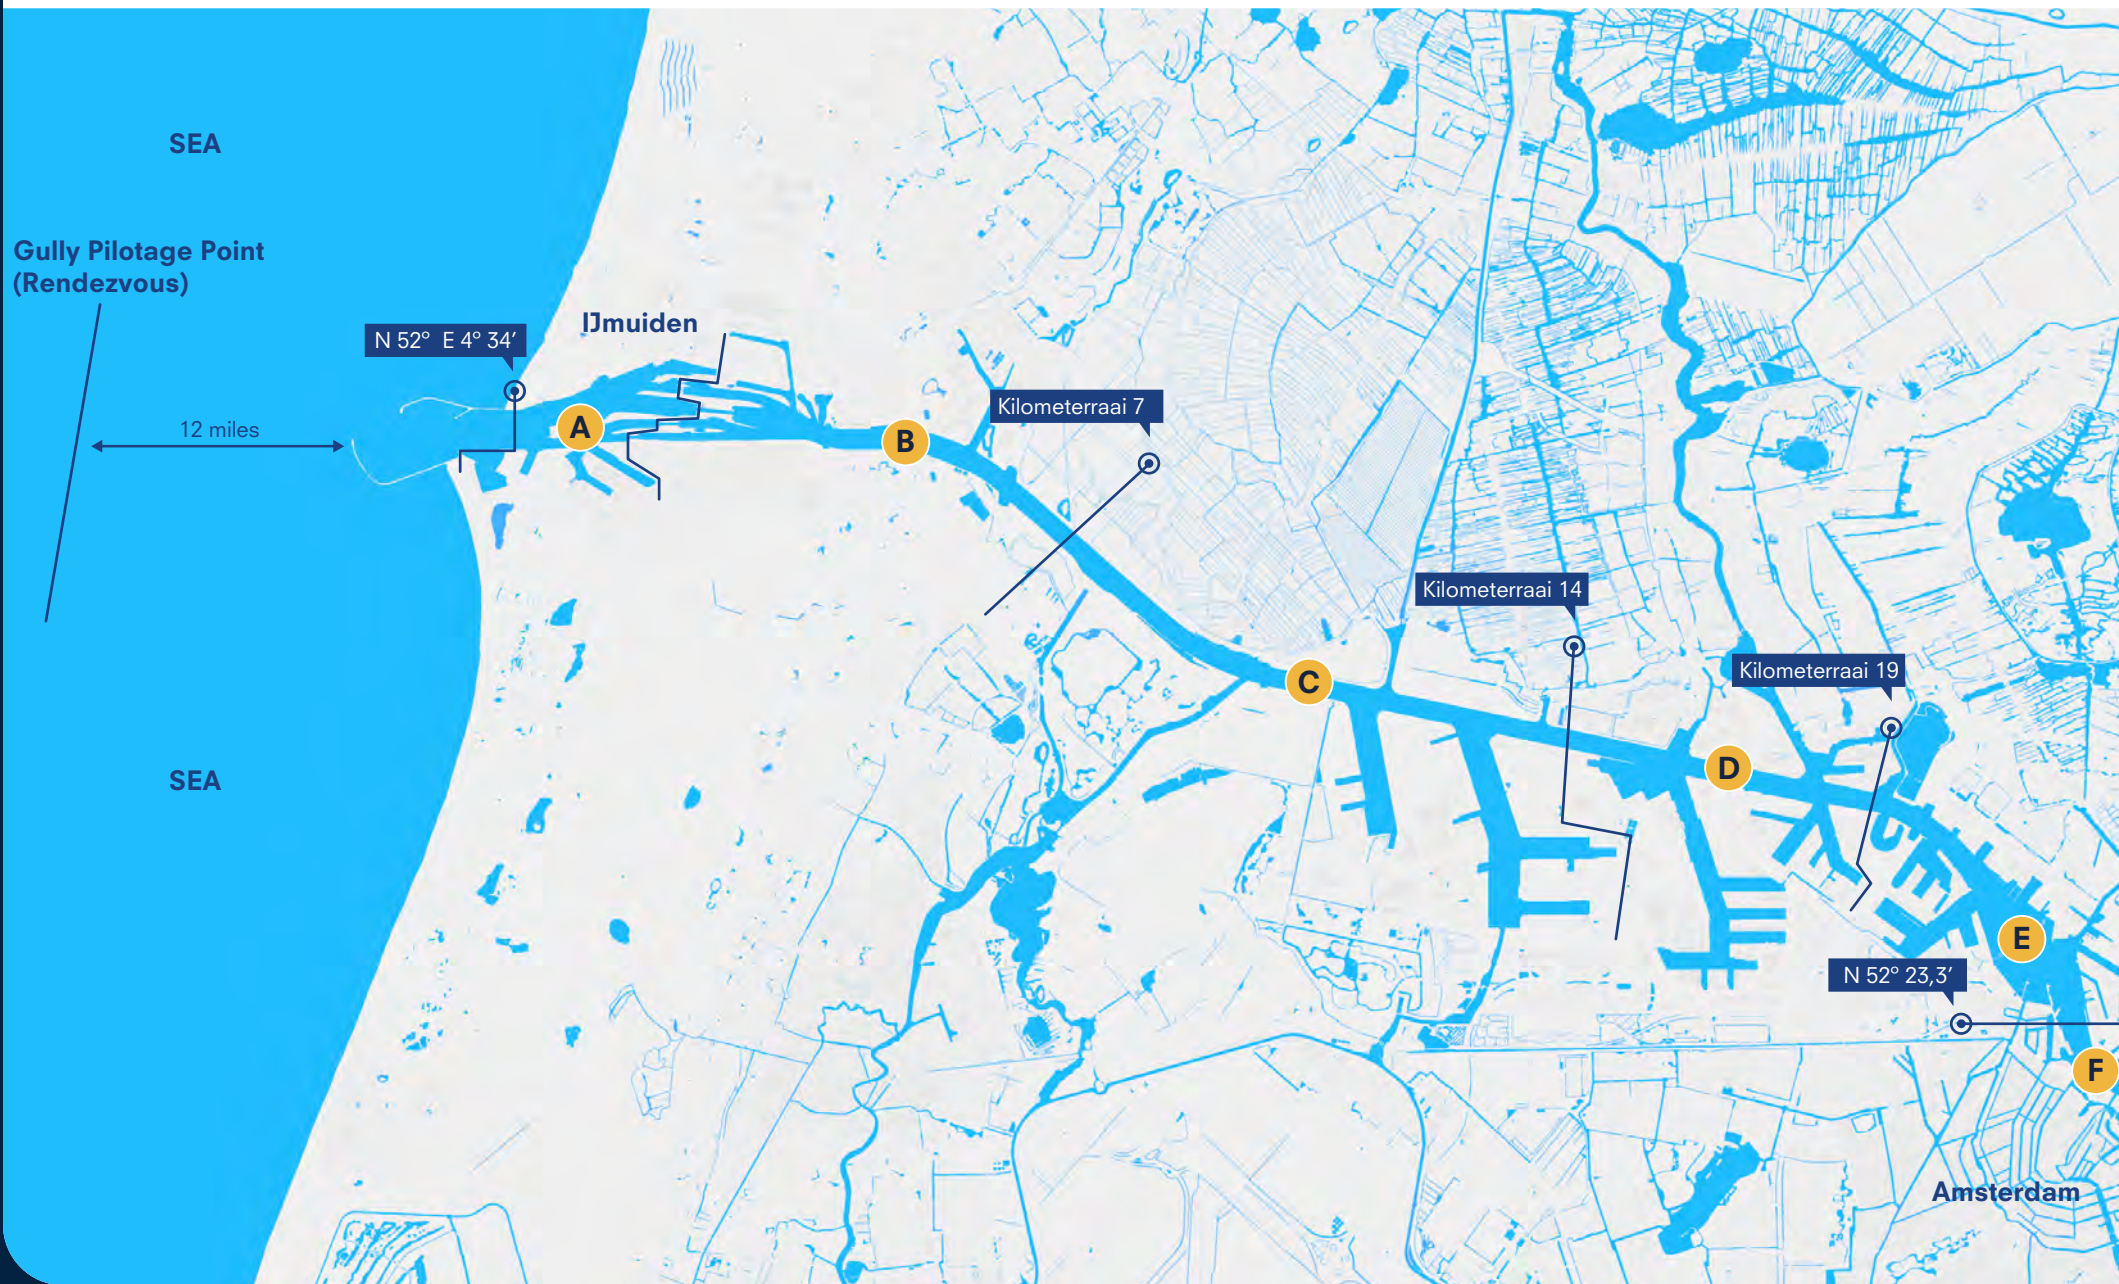 SEA
Gully Pilotage Point
(Rendezvous)
IJmuiden
N 52° E 4° 34′
12 miles
A
B
Kilometerraai 7
Kilometerraai 14
Kilometerraai 19
C
D
SEA
E
N 52° 23,3′
F
Amsterdam